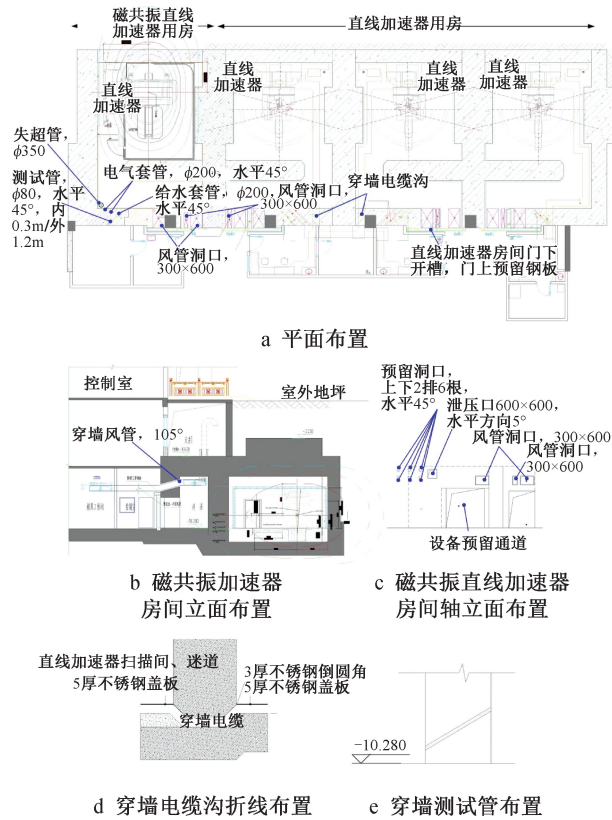 磁共振直线
加速器用房
直线加速器用房
直线
加速器
直线
加速器
直线
加速器
直线
加速器
失超管，
ϕ350
电气套管，ϕ200，水平45°
测试管，
ϕ80，水平
45°，内
0.3m/外
1.2m
给水套管，ϕ200，
水平45°
风管洞口，
300×600
穿墙电缆沟
风管洞口，
300×600
直线加速器房间门下
开槽，门上预留钢板
a 平面布置
控制室
室外地坪
穿墙风管，105°
b 磁共振加速器
房间立面布置
预留洞口，
上下2排6根，
水平45°
泄压口600×600，
水平方向5°
风管洞口，300×600
风管洞口，
300×600
设备预留通道
c 磁共振直线加速器
房间轴立面布置
直线加速器扫描间、迷道
5厚不锈钢盖板
3厚不锈钢倒圆角
5厚不锈钢盖板
穿墙电缆
d 穿墙电缆沟折线布置
−10.280
e 穿墙测试管布置